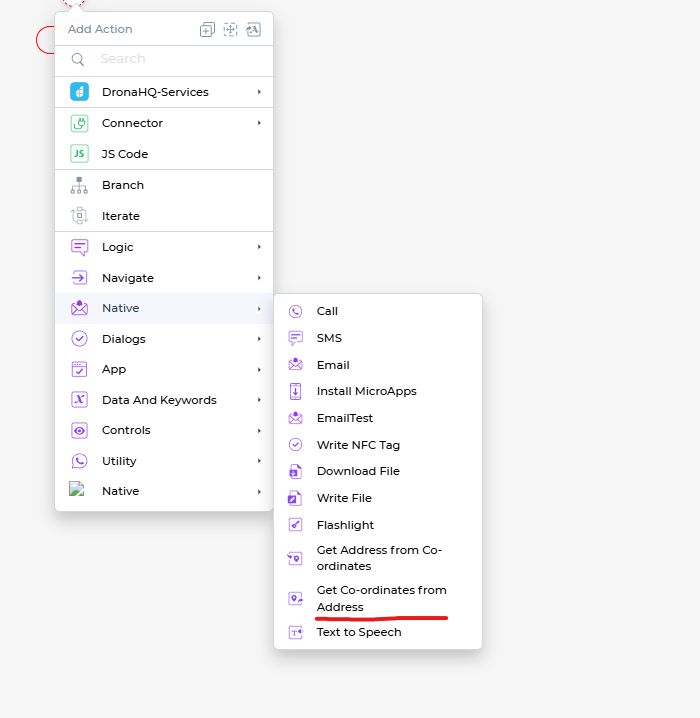 Add Action
Search
DronaHQ-Services
Connector
JS
JS Code
Branch
Iterate
Logic
Navigate
Native
Dialogs
App
Data And Keywords
Controls
Utility
Native
Call
SMS
Email
Install MicroApps
EmailTest
Write NFC Tag
Download File
Write File
Flashlight
Get Address from Co-
ordinates
Get Co-ordinates from
Address
Text to Speech